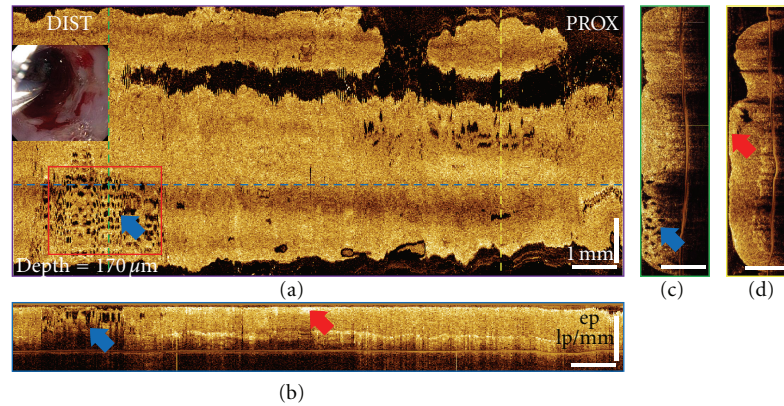 DIST PROX
Depth = 170 μm
1 mm
(a)
ep
lp/mm
(b)
(c)
(d)